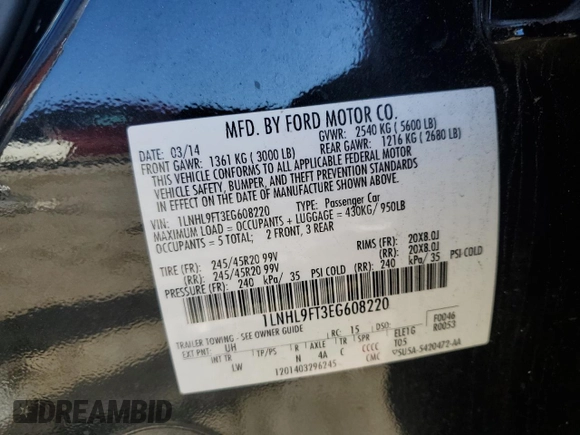 MFD. BY FORD MOTOR CO.
DATE: 03/14 GVWR: 2540 KG ( 5600 LB)
FRONT GAWR: 1361 KG ( 3000 LB) REAR GAWR: 1216 KG ( 2680 LB)
THIS VEHICLE CONFORMS TO ALL APPLICABLE FEDERAL MOTOR
VEHICLE SAFETY, BUMPER, AND THEFT PREVENTION STANDARDS
IN EFFECT ON THE DATE OF MANUFACTURE SHOWN ABOVE.
VIN: 1LNHL9FT3EG608220 TYPE: Passenger Car
MAXIMUM LOAD = OCCUPANTS + LUGGAGE = 430KG/ 950LB
OCCUPANTS = 5 TOTAL; 2 FRONT, 3 REAR
TIRE (FR): 245/45R20 99V RIMS (FR): 20X8.0J
(RR): 245/45R20 99V (RR): 20X8.0J
PRESSURE (FR): 240 kPa/ 35 PSI COLD (RR): 240 kPa/ 35 PSI COLD
1LNHL9FT3EG608220
TRAILER TOWING - SEE OWNER GUIDE RC: 15 DSO: F0046
EXT PNT: UH R0053
INT TR TP/PS R AXLE TR SPR ELE1G
LW N 4A C CCCC T05
1201403296245 CMC ▽5U5A-5420472-AA
DREAMBID